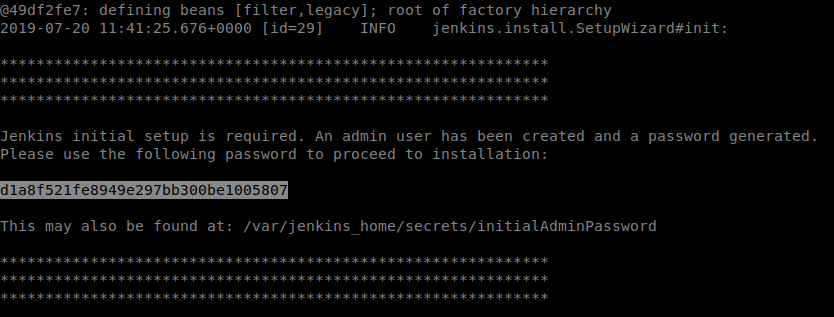 @49df2fe7: defining beans [filter,legacy]; root of factory hierarchy
2019-07-20 11:41:25.676+0000 [id=29]    INFO    jenkins.install.SetupWizard#init:
*************************************************************
*************************************************************
*************************************************************
Jenkins initial setup is required. An admin user has been created and a password generated.
Please use the following password to proceed to installation:
d1a8f521fe8949e297bb300be1005807
This may also be found at: /var/jenkins_home/secrets/initialAdminPassword
*************************************************************
*************************************************************
*************************************************************